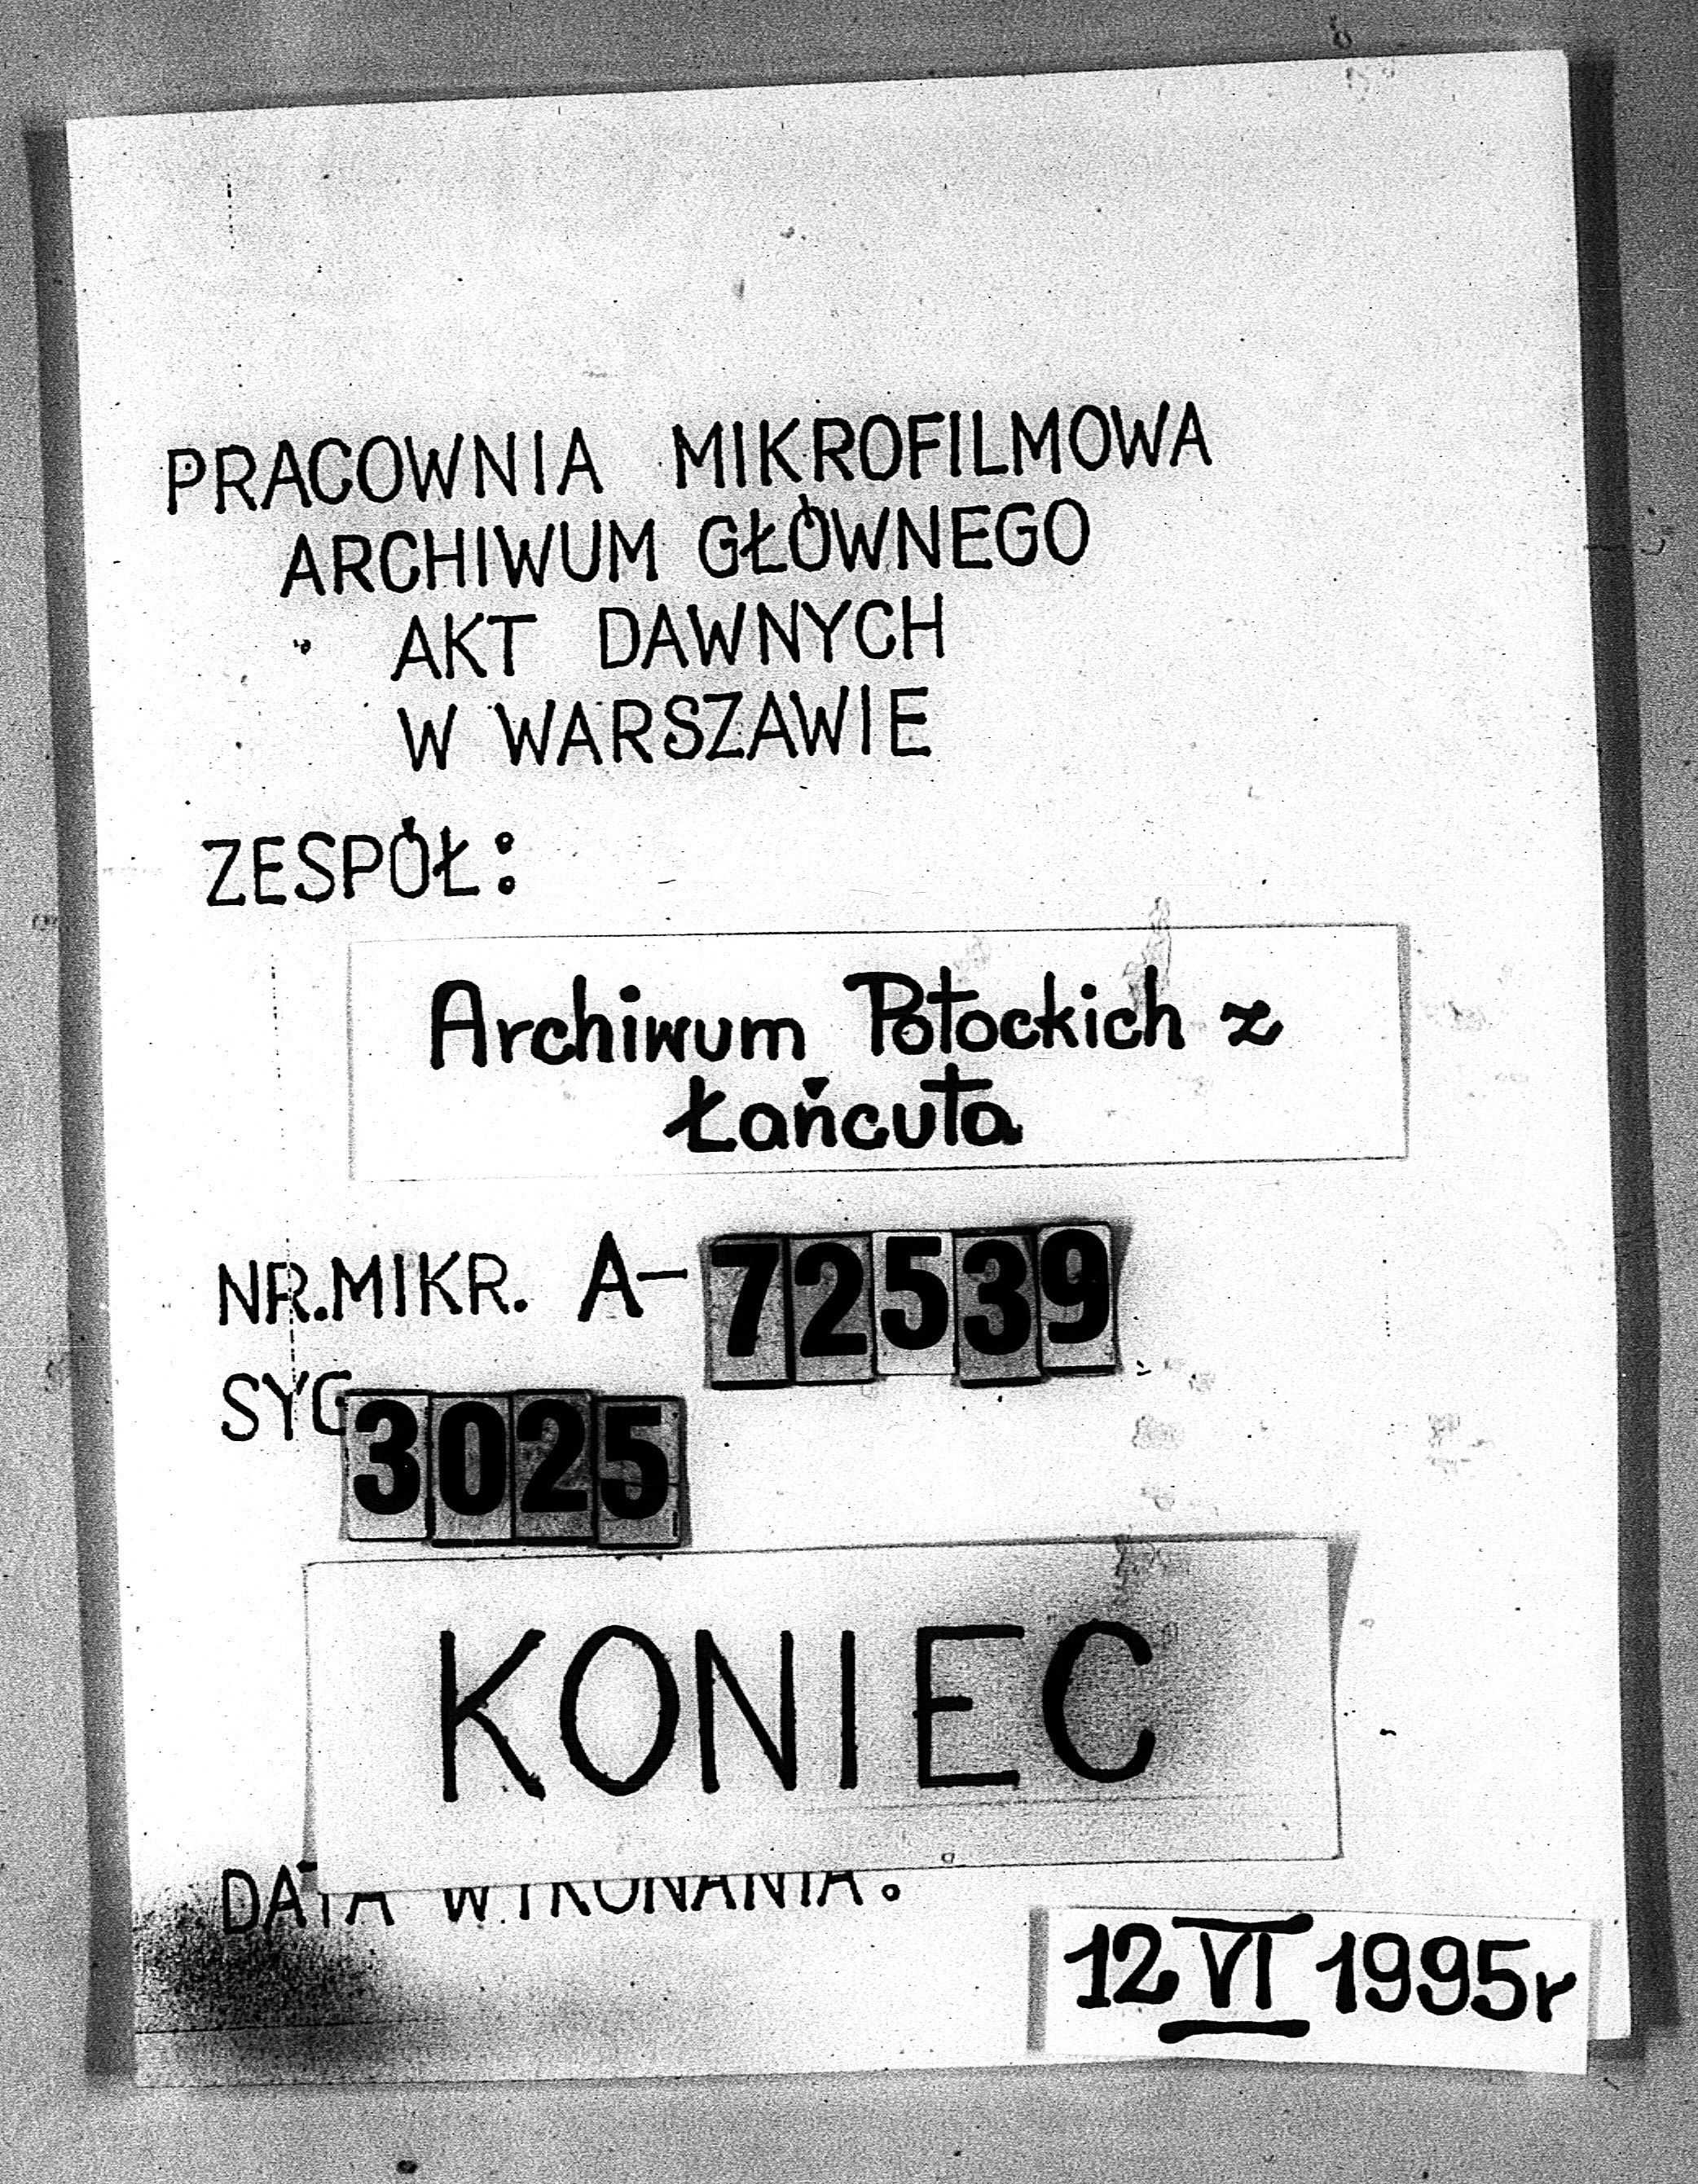 PRACOWNIA MIKROFILMOWA
ARCHIWUM GŁÓWNEGO
AKT DAWNYCH
W WARSZAWIE
ZESPÓŁ:
Archiwum Potockich z
Łańcuta
NR.MIKR. A- 72539
SYG 3025
KONIEC
DATA WYKONANIA:
12 VI 1995r